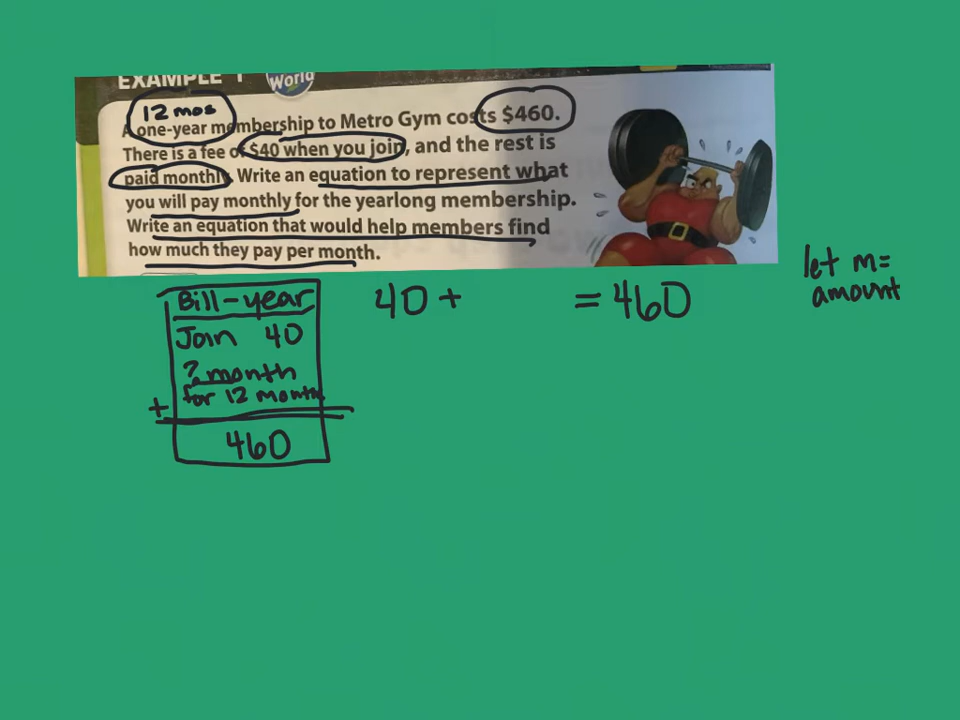 EXAMPLE 1
World
12 mos
A one-year membership to Metro Gym costs $460.
There is a fee of $40 when you join, and the rest is
paid monthly. Write an equation to represent what
you will pay monthly for the yearlong membership.
Write an equation that would help members find
how much they pay per month.
let m=
amount
Bill-year
Join 40
? month
for 12 months
+
460
40 + = 460